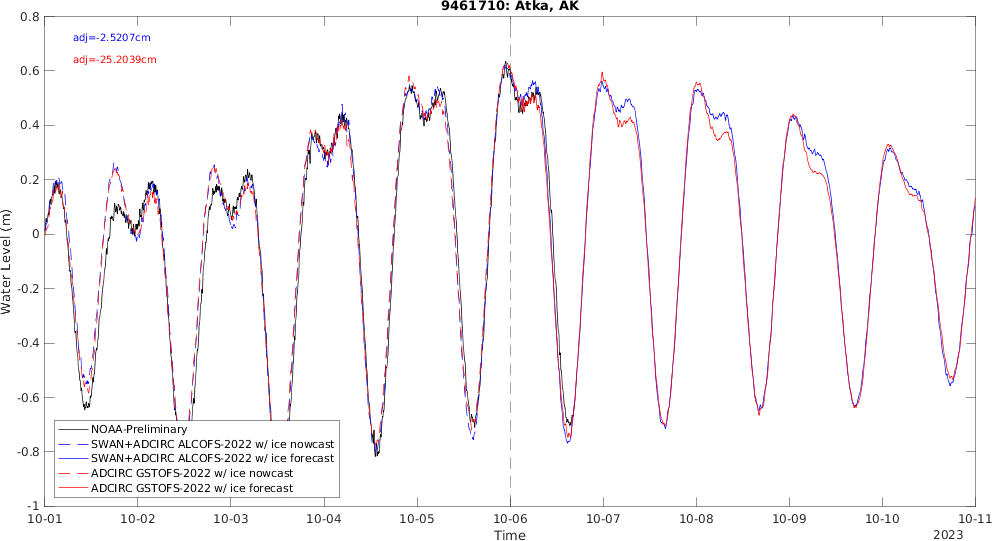 9461710: Atka, AK
adj=-2.5207cm
adj=-25.2039cm
Water Level (m)
0.8
0.6
0.4
0.2
0
-0.2
-0.4
-0.6
-0.8
-1
NOAA-Preliminary
SWAN+ADCIRC ALCOFS-2022 w/ ice nowcast
SWAN+ADCIRC ALCOFS-2022 w/ ice forecast
ADCIRC GSTOFS-2022 w/ ice nowcast
ADCIRC GSTOFS-2022 w/ ice forecast
10-01 10-02 10-03 10-04 10-05 10-06 10-07 10-08 10-09 10-10 10-11
Time
2023